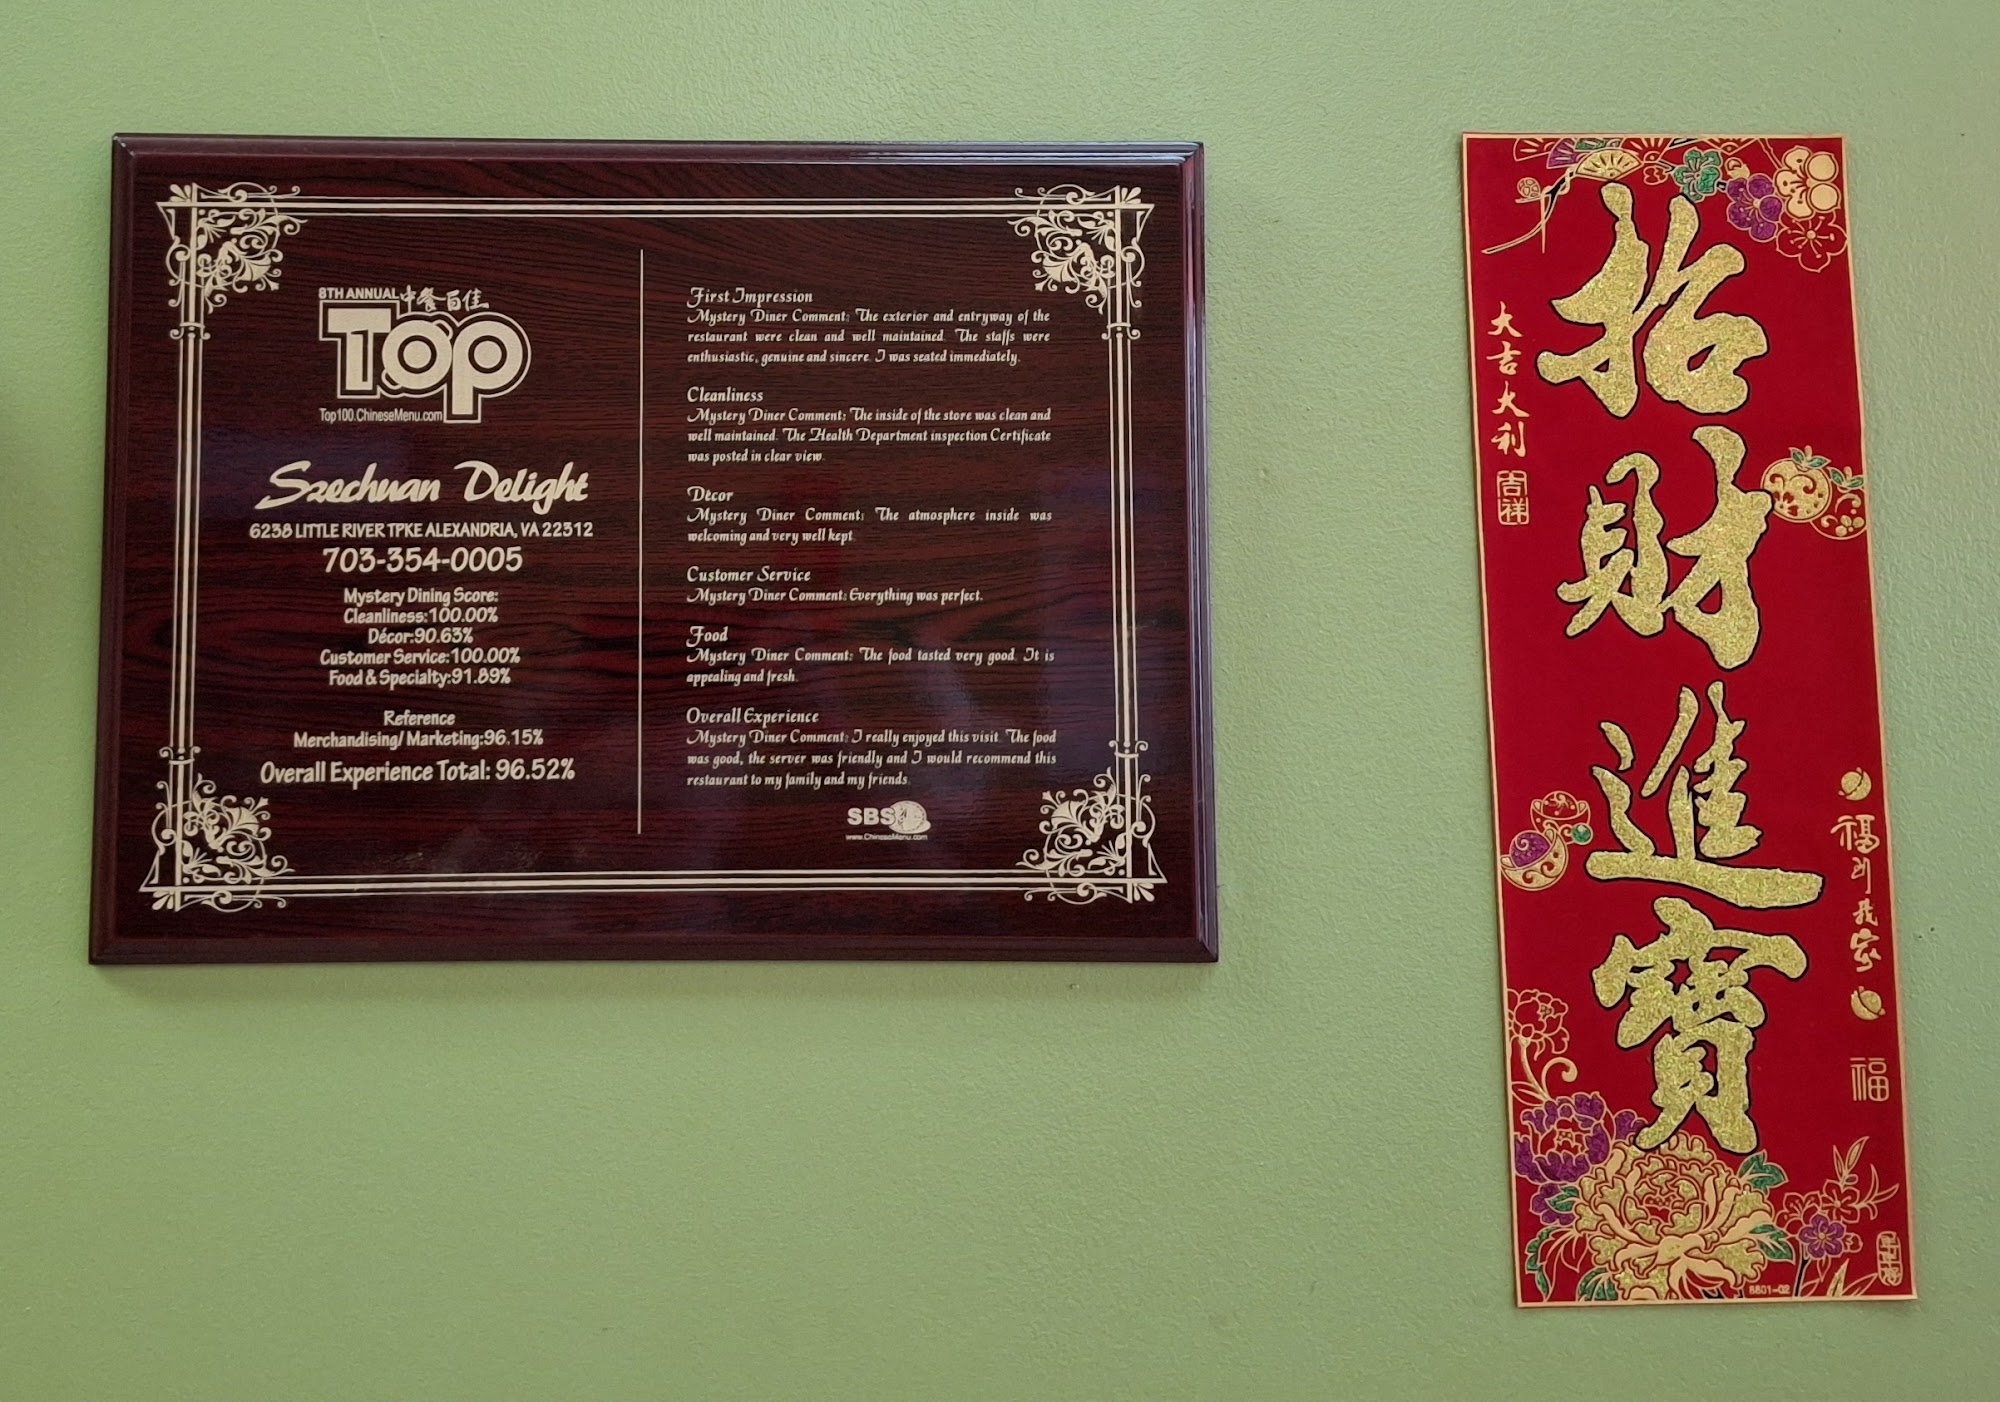 8TH ANNUAL 中餐百佳
Top
Top100.ChineseMenu.com
Szechuan Delight
6238 LITTLE RIVER TPKE ALEXANDRIA, VA 22312
703-354-0005
Mystery Dining Score:
Cleanliness:100.00%
Décor:90.63%
Customer Service:100.00%
Food & Specialty:91.89%
Reference
Merchandising/ Marketing:96.15%
Overall Experience Total: 96.52%
First Impression
Mystery Diner Comment: The exterior and entryway of the
restaurant were clean and well maintained. The staffs were
enthusiastic, genuine and sincere. I was seated immediately.
Cleanliness
Mystery Diner Comment: The inside of the store was clean and
well maintained. The Health Department inspection Certificate
was posted in clear view.
Dècor
Mystery Diner Comment: The atmosphere inside was
welcoming and very well kept.
Customer Service
Mystery Diner Comment: Everything was perfect.
Food
Mystery Diner Comment: The food tasted very good. It is
appealing and fresh.
Overall Experience
Mystery Diner Comment: I really enjoyed this visit. The food
was good, the server was friendly and I would recommend this
restaurant to my family and my friends.
SBS
www.ChineseMenu.com
招財進寶
大吉大利
吉祥
福到我家
福
8801-02